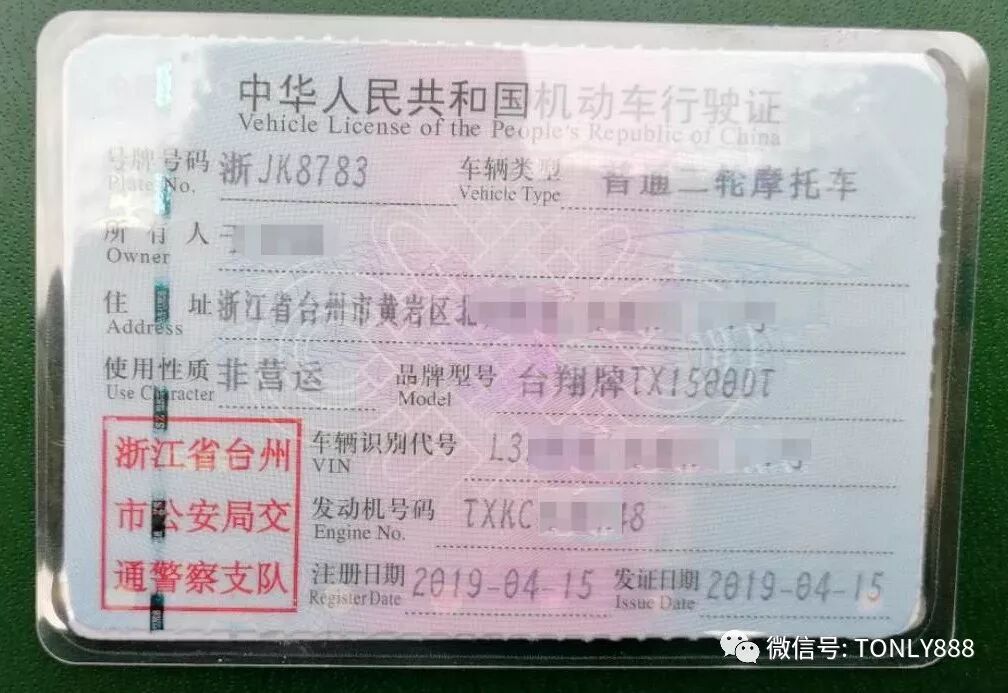 中华人民共和国机动车行驶证
Vehicle License of the People's Republic of China
号牌号码 浙JK8783 车辆类型 普通二轮摩托车
Plate No. Vehicle Type
所有人
Owner
住址 浙江省台州市黄岩区北
Address
使用性质 非营运 品牌型号 台翔牌TX1500DT
Use Character Model
浙江省台州
市公安局交
通警察支队
车辆识别代号 L3
VIN
发动机号码 TXKC 48
Engine No.
注册日期 2019-04-15 发证日期 2019-04-15
Register Date Issue Date
微信号: TONLY888